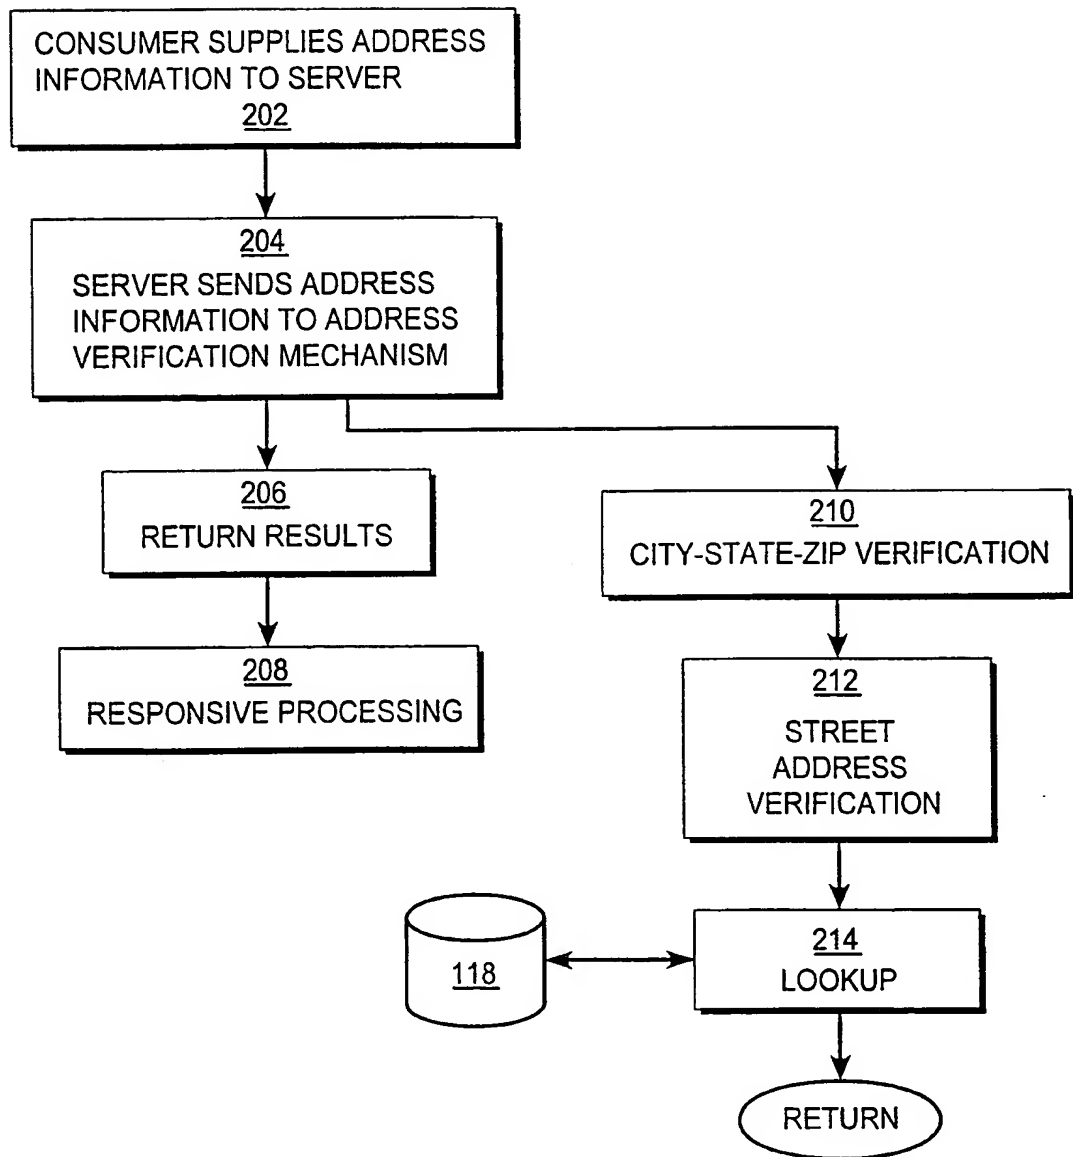 CONSUMER SUPPLIES ADDRESS
INFORMATION TO SERVER
202
204
SERVER SENDS ADDRESS
INFORMATION TO ADDRESS
VERIFICATION MECHANISM
206
RETURN RESULTS
208
RESPONSIVE PROCESSING
210
CITY-STATE-ZIP VERIFICATION
212
STREET
ADDRESS
VERIFICATION
214
LOOKUP
118
RETURN